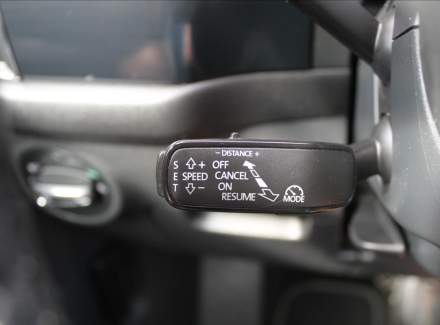 - DISTANCE +
S + OFF
E SPEED CANCEL
T - ON
RESUME MODE